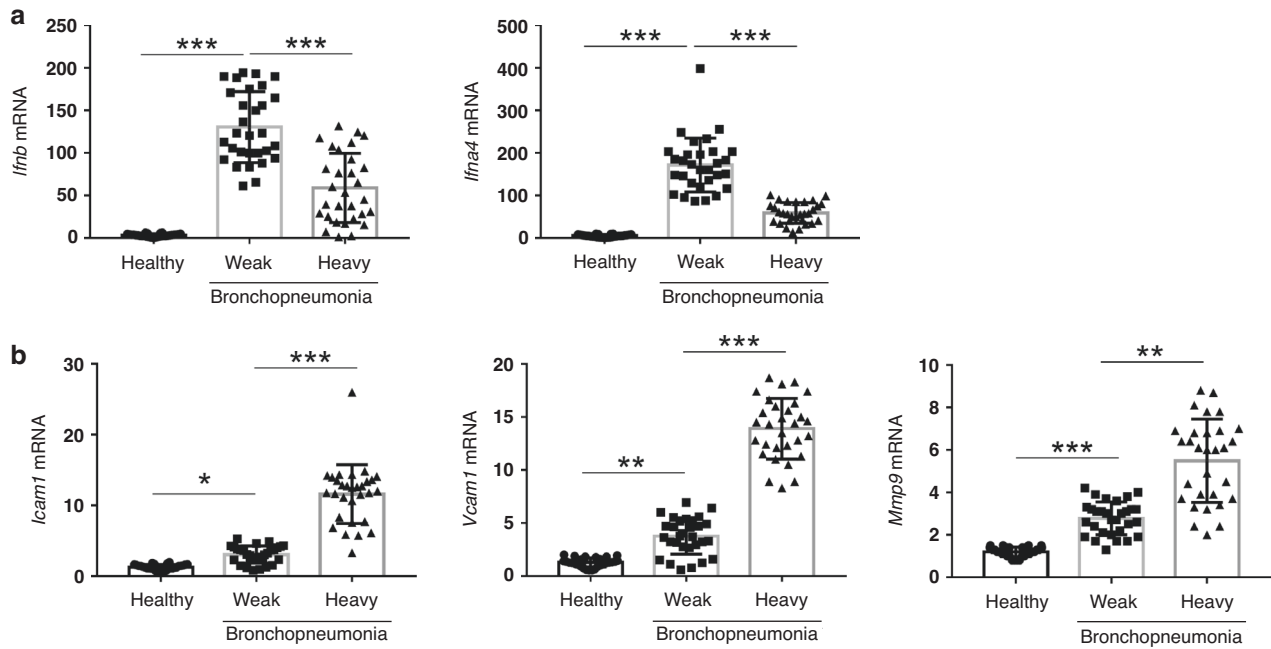 a
Ifnb mRNA
250
200
150
100
50
0
***
***
Healthy
Weak
Heavy
Bronchopneumonia
Ifna4 mRNA
500
400
300
200
100
0
***
***
Healthy
Weak
Heavy
Bronchopneumonia
b
Icam1 mRNA
30
20
10
0
*
***
Healthy
Weak
Heavy
Bronchopneumonia
Vcam1 mRNA
20
15
10
5
0
**
***
Healthy
Weak
Heavy
Bronchopneumonia
Mmp9 mRNA
10
8
6
4
2
0
***
**
Healthy
Weak
Heavy
Bronchopneumonia